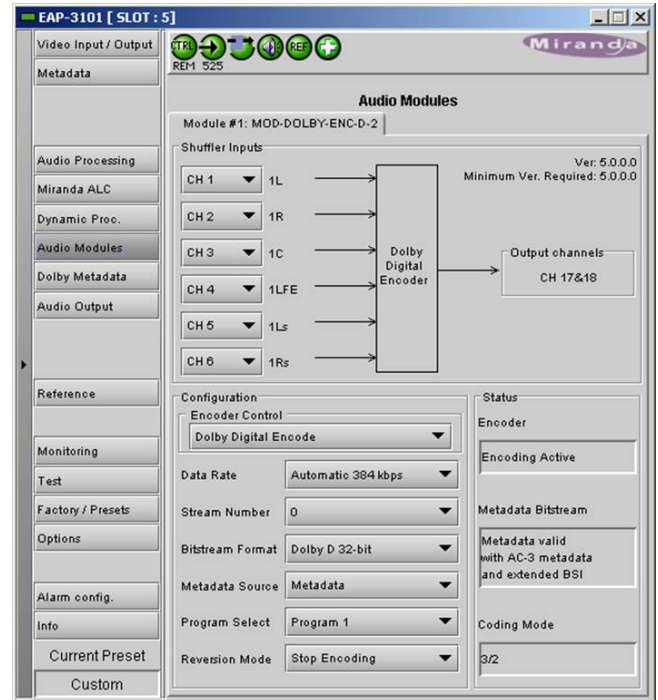 EAP-3101 [ SLOT : 5]
Video Input / Output
Metadata
Audio Processing
Miranda ALC
Dynamic Proc.
Audio Modules
Dolby Metadata
Audio Output
Reference
Monitoring
Test
Factory / Presets
Options
Alarm config.
Info
Current Preset
Custom
CTRL
REF
REM 525
Miranda
Audio Modules
Module #1: MOD-DOLBY-ENC-D-2
Shuffler Inputs
Ver: 5.0.0.0
Minimum Ver. Required: 5.0.0.0
CH 1 1L
CH 2 1R
CH 3 1C
CH 4 1LFE
CH 5 1Ls
CH 6 1Rs
Dolby
Digital
Encoder
Output channels
CH 17&18
Configuration
Encoder Control
Dolby Digital Encode
Data Rate Automatic 384 kbps
Stream Number 0
Bitstream Format Dolby D 32-bit
Metadata Source Metadata
Program Select Program 1
Reversion Mode Stop Encoding
Status
Encoder
Encoding Active
Metadata Bitstream
Metadata valid
with AC-3 metadata
and extended BSI
Coding Mode
3/2